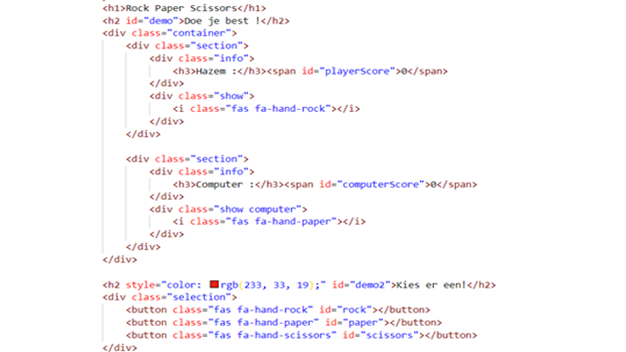 <h1>Rock Paper Scissors</h1>
<h2 id="demo">Doe je best !</h2>
<div class="container">
<div class="section">
<div class="info">
<h3>Hazem :</h3><span id="playerScore">0</span>
</div>
<div class="show">
<i class="fas fa-hand-rock"></i>
</div>
</div>
<div class="section">
<div class="info">
<h3>Computer :</h3><span id="computerScore">0</span>
</div>
<div class="show computer">
<i class="fas fa-hand-paper"></i>
</div>
</div>
</div>
<h2 style="color: rgb(233, 33, 19);" id="demo2">Kies er een!</h2>
<div class="selection">
<button class="fas fa-hand-rock" id="rock"></button>
<button class="fas fa-hand-paper" id="paper"></button>
<button class="fas fa-hand-scissors" id="scissors"></button>
</div>